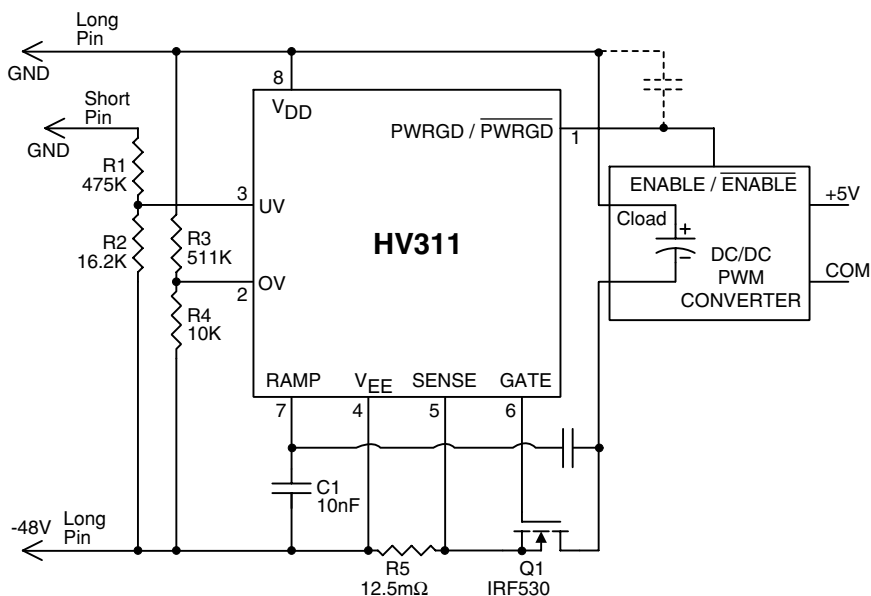 Long
Pin
GND
8
VDD
Short
Pin
GND
PWRGD / PWRGD
1
R1
475K
ENABLE / ENABLE
3
UV
+5V
Cload
+
−
R2
16.2K
R3
511K
HV311
DC/DC
PWM
CONVERTER
COM
2
OV
R4
10K
RAMP
VEE
SENSE
GATE
7
4
5
6
C1
10nF
-48V
Long
Pin
R5
12.5mΩ
Q1
IRF530